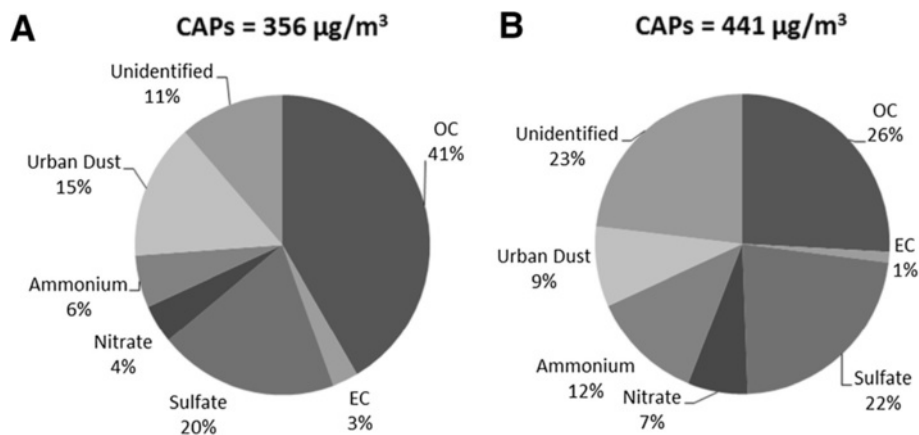 A
CAPs = 356 µg/m³
Unidentified
11%
OC
41%
Urban Dust
15%
Ammonium
6%
Nitrate
4%
Sulfate
20%
EC
3%
B
CAPs = 441 µg/m³
Unidentified
23%
OC
26%
EC
1%
Urban Dust
9%
Ammonium
12%
Nitrate
7%
Sulfate
22%